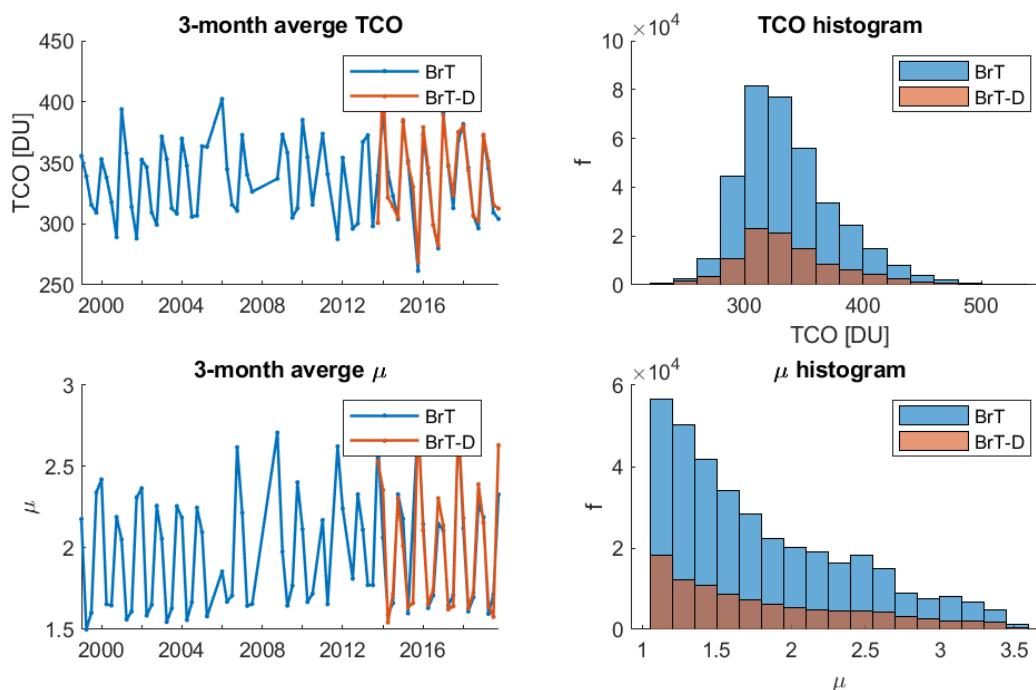 3-month averge TCO
450
400
350
300
250
TCO [DU]
2000 2004 2008 2012 2016
BrT
BrT-D
TCO histogram
×10^4
10
8
6
4
2
0
f
300 400 500
TCO [DU]
BrT
BrT-D
3-month averge μ
3
2.5
2
1.5
μ
2000 2004 2008 2012 2016
BrT
BrT-D
μ histogram
×10^4
6
4
2
0
f
1 1.5 2 2.5 3 3.5
μ
BrT
BrT-D